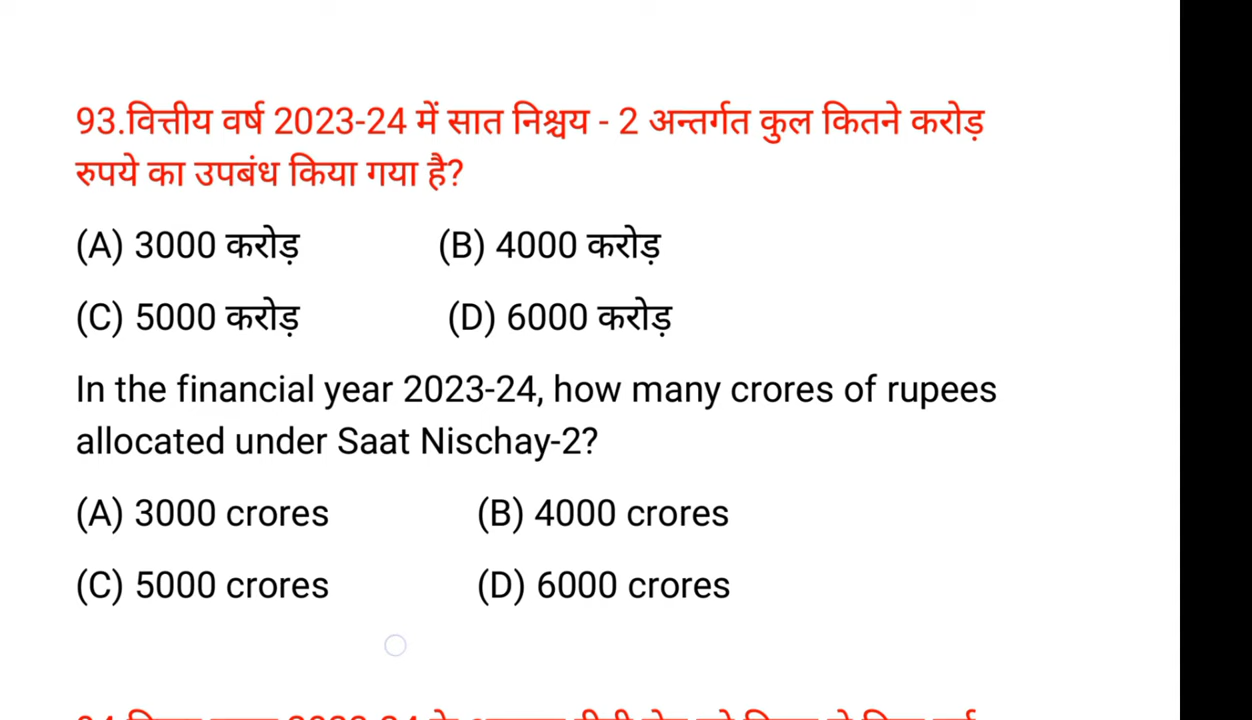 93.वित्तीय वर्ष 2023-24 में सात निश्चय - 2 अन्तर्गत कुल कितने करोड़
रुपये का उपबंध किया गया है?
(A) 3000 करोड़ (B) 4000 करोड़
(C) 5000 करोड़ (D) 6000 करोड़
In the financial year 2023-24, how many crores of rupees
allocated under Saat Nischay-2?
(A) 3000 crores (B) 4000 crores
(C) 5000 crores (D) 6000 crores